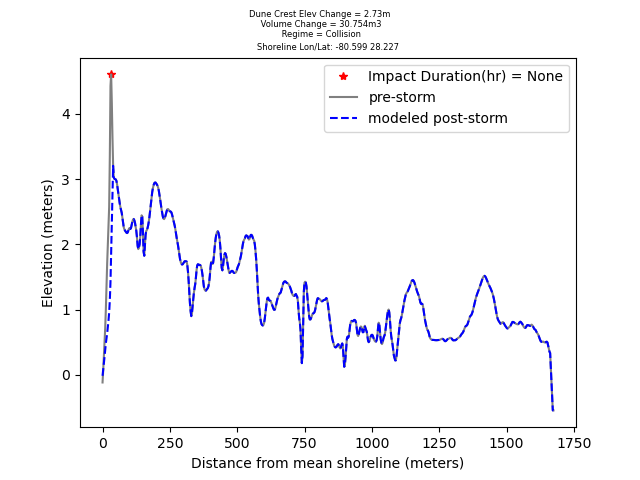 Dune Crest Elev Change = 2.73m
Volume Change = 30.754m3
Regime = Collision
Shoreline Lon/Lat: -80.599 28.227
Impact Duration(hr) = None
pre-storm
modeled post-storm
Elevation (meters)
4
3
2
1
0
0 250 500 750 1000 1250 1500 1750
Distance from mean shoreline (meters)